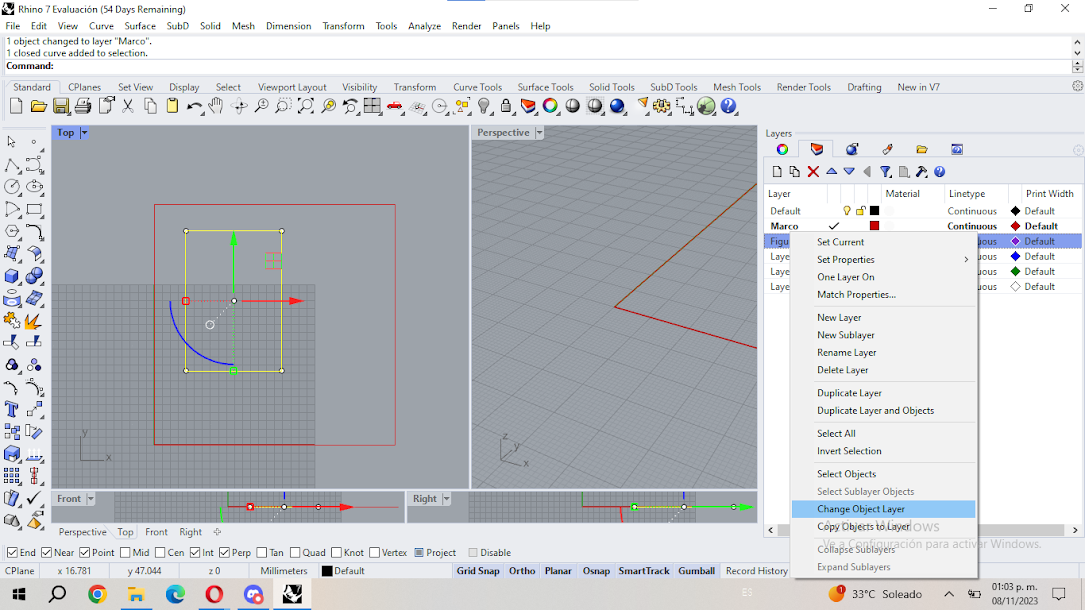 Rhino 7 Evaluación (54 Days Remaining)
File Edit View Curve Surface SubD Solid Mesh Dimension Transform Tools Analyze Render Panels Help
1 object changed to layer "Marco".
1 closed curve added to selection.
Command:
Standard CPlanes Set View Display Select Viewport Layout Visibility Transform Curve Tools Surface Tools Solid Tools SubD Tools Mesh Tools Render Tools Drafting New in V7
Top
Perspective
Layers
Layer Material Linetype Print Width
Default Continuous Default
Marco Continuous Default
Figu uous Default
Laye uous Default
Laye uous Default
Laye uous Default
Set Current
Set Properties
One Layer On
Match Properties...
New Layer
New Sublayer
Rename Layer
Delete Layer
Duplicate Layer
Duplicate Layer and Objects
Select All
Invert Selection
Select Objects
Select Sublayer Objects
Change Object Layer
Copy Objects to Layer
Collapse Sublayers
Expand Sublayers
y
x
z
y
x
Front
Right
Perspective Top Front Right
Ve a Configuración para activar Windows.
End Near Point Mid Cen Int Perp Tan Quad Knot Vertex Project Disable
CPlane x 16.781 y 47.044 z 0 Millimeters Default Grid Snap Ortho Planar Osnap SmartTrack Gumball Record History
33°C Soleado
01:03 p. m.
08/11/2023